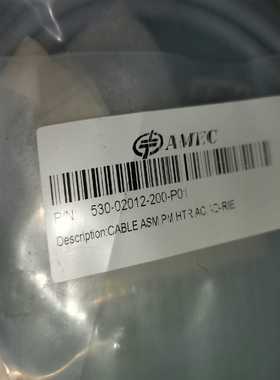 AMEC
P/N: 530-02012-200-P01
Description:CABLE ASM PM HTR AC